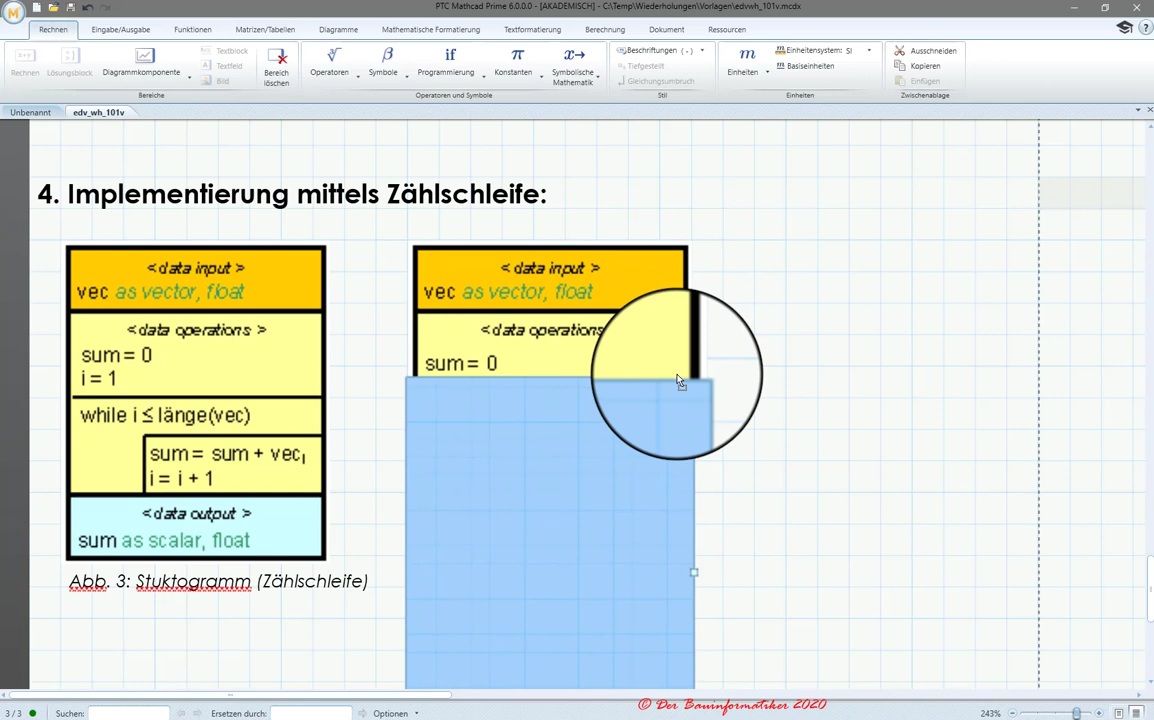 PTC Mathcad Prime 6.0.0.0 - [AKADEMISCH] - C:\Temp\Wiederholungen\Vorlagen\edvwh_101v.mcdx
Rechnen Eingabe/Ausgabe Funktionen Matrizen/Tabellen Diagramme Mathematische Formatierung Textformatierung Berechnung Dokument Ressourcen
Rechnen Lösungsblock Diagrammkomponente Textblock Textfeld Bild Bereich löschen
Operatoren Symbole Programmierung Konstanten Symbolische Mathematik
Beschriftungen ( - ) Tiefgestellt Gleichungsumbruch
Einheiten Einheitensystem: SI Basiseinheiten
Ausschneiden Kopieren Einfügen
Bereiche Operatoren und Symbole Stil Einheiten Zwischenablage
Unbenannt edv_wh_101v
4. Implementierung mittels Zählschleife:
< data input >
vec as vector, float
< data operations >
sum = 0
i = 1
while i ≤ länge(vec)
sum = sum + vecᵢ
i = i + 1
< data output >
sum as scalar, float
Abb. 3: Stuktogramm (Zählschleife)
< data input >
vec as vector, float
< data operations
sum = 0
© Der Bauinformatiker 2020
3 / 3 Suchen: Ersetzen durch: Optionen 243%